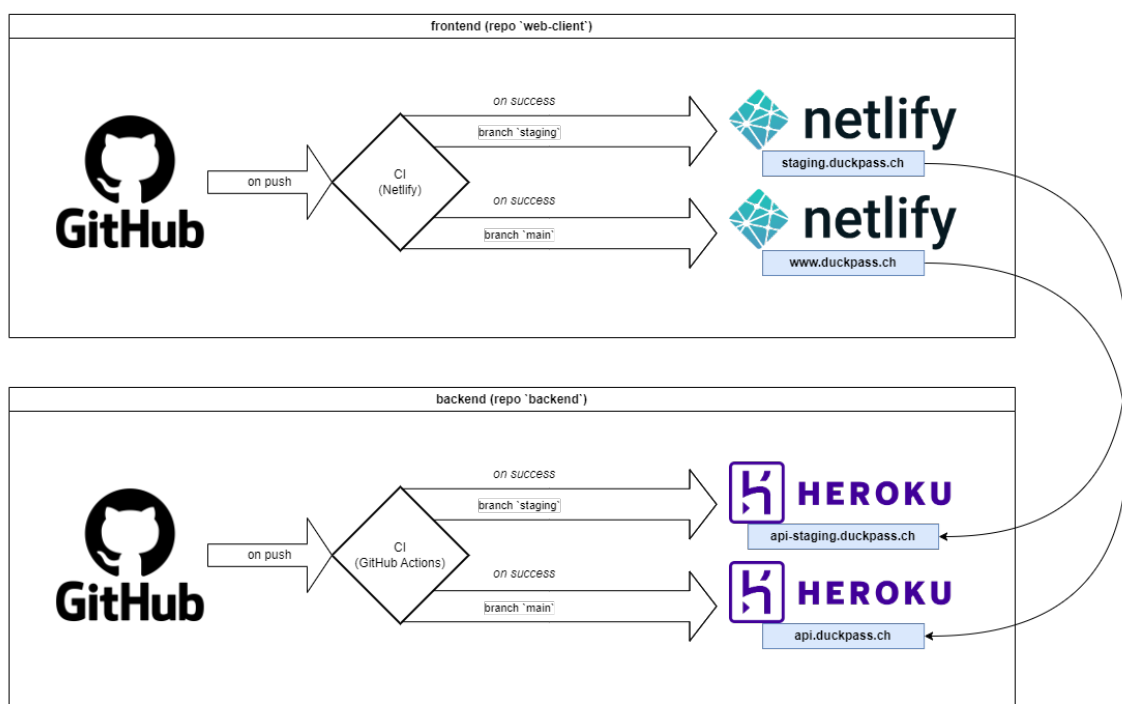 frontend (repo `web-client`)
GitHub
on push
CI
(Netlify)
on success
branch `staging`
on success
branch `main`
netlify
staging.duckpass.ch
netlify
www.duckpass.ch
backend (repo `backend`)
GitHub
on push
CI
(GitHub Actions)
on success
branch `staging`
on success
branch `main`
HEROKU
api-staging.duckpass.ch
HEROKU
api.duckpass.ch